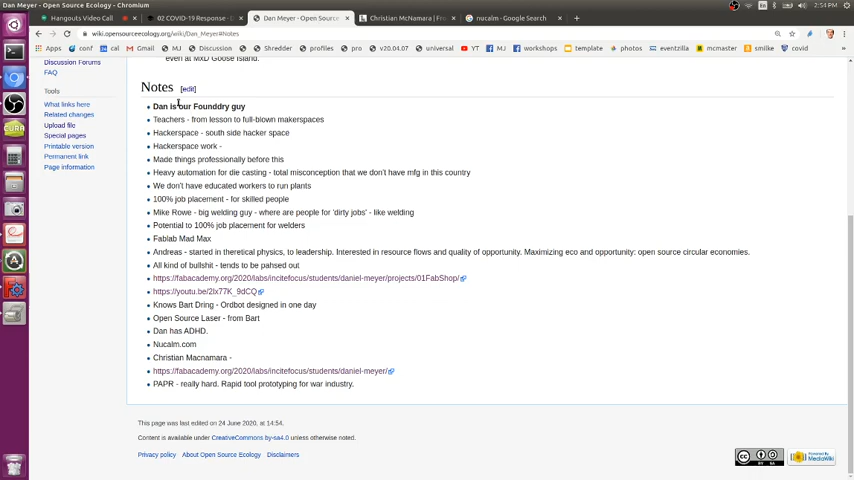 Dan Meyer - Open Source Ecology - Chromium
2:54 PM
Hangouts Video Call
02 COVID-19 Response - D
Dan Meyer - Open Source
Christian McNamara | Fre
nucalm - Google Search
wiki.opensourceecology.org/wiki/Dan_Meyer#Notes
Apps conf cal Gmail MJ Discussion Shredder profiles pro v20.04.07 universal YT MJ workshops template photos eventzilla mcmaster smilke covid
even at MxD Goose Island.
Discussion Forums
FAQ
Tools
What links here
Related changes
Upload file
Special pages
Printable version
Permanent link
Page information
Notes [edit]
Dan is our Founddry guy
Teachers - from lesson to full-blown makerspaces
Hackerspace - south side hacker space
Hackerspace work -
Made things professionally before this
Heavy automation for die casting - total misconception that we don't have mfg in this country
We don't have educated workers to run plants
100% job placement - for skilled people
Mike Rowe - big welding guy - where are people for 'dirty jobs' - like welding
Potential to 100% job placement for welders
Fablab Mad Max
Andreas - started in theretical physics, to leadership. Interested in resource flows and quality of opportunity. Maximizing eco and opportunity: open source circular economies.
All kind of bullshit - tends to be pahsed out
https://fabacademy.org/2020/labs/incitefocus/students/daniel-meyer/projects/01FabShop/
https://youtu.be/2lx77K_9dCQ
Knows Bart Dring - Ordbot designed in one day
Open Source Laser - from Bart
Dan has ADHD.
Nucalm.com
Christian Macnamara -
https://fabacademy.org/2020/labs/incitefocus/students/daniel-meyer/
PAPR - really hard. Rapid tool prototyping for war industry.
This page was last edited on 24 June 2020, at 14:54.
Content is available under CreativeCommons by-sa4.0 unless otherwise noted.
Privacy policy About Open Source Ecology Disclaimers